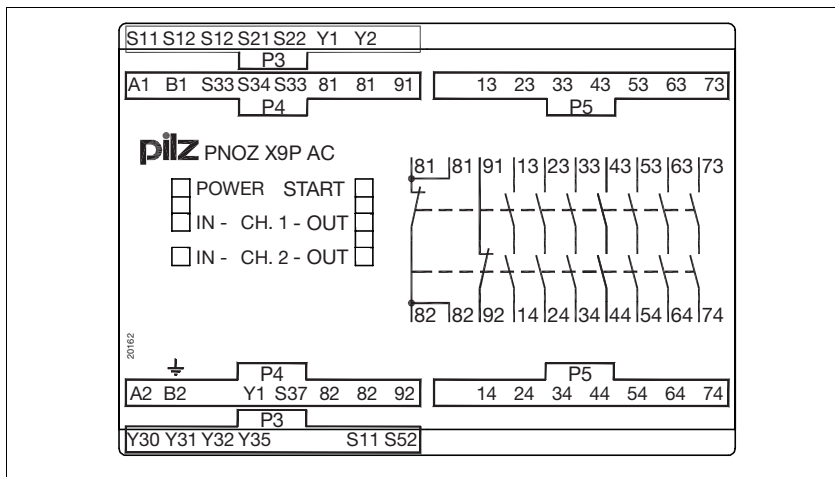 S11 S12 S12 S21 S22 Y1 Y2
P3
A1 B1 S33 S34 S33 81 81 91 13 23 33 43 53 63 73
P4 P5
pilz PNOZ X9P AC
POWER START
IN - CH. 1 - OUT
IN - CH. 2 - OUT
81 81 91 13 23 33 43 53 63 73
82 82 92 14 24 34 44 54 64 74
20162
P4 P5
A2 B2 Y1 S37 82 82 92 14 24 34 44 54 64 74
P3
Y30 Y31 Y32 Y35 S11 S52